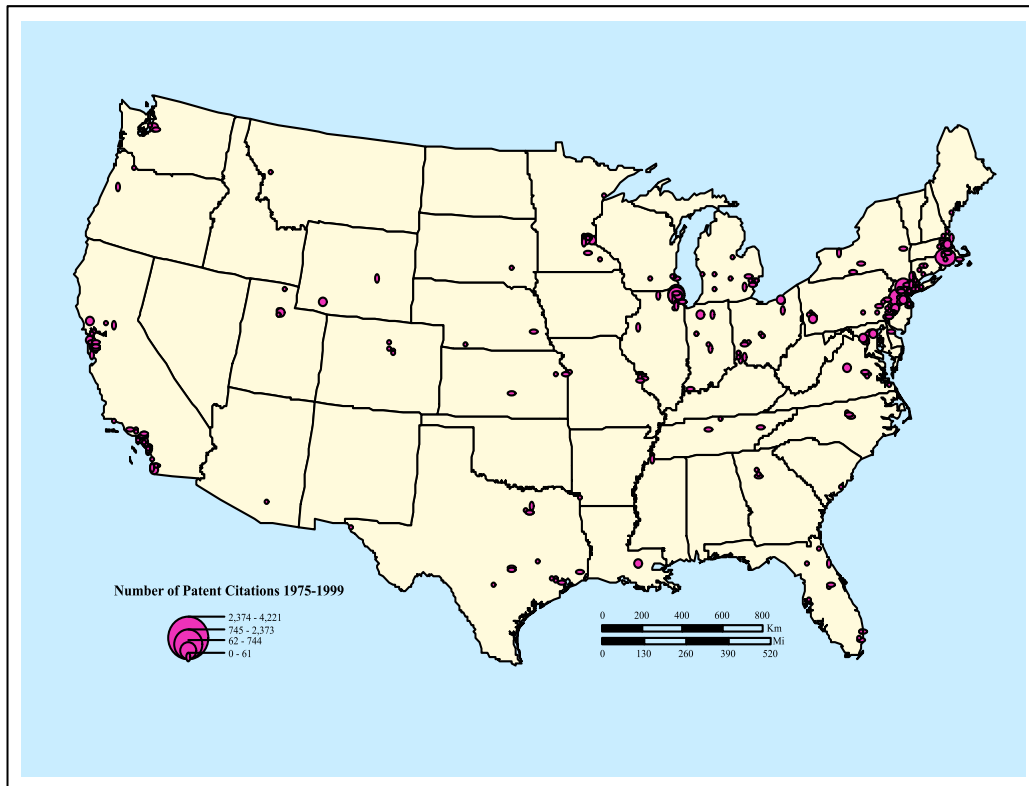 Number of Patent Citations 1975-1999
2,374 - 4,221
745 - 2,373
62 - 744
0 - 61
0 200 400 600 800
Km
Mi
0 130 260 390 520